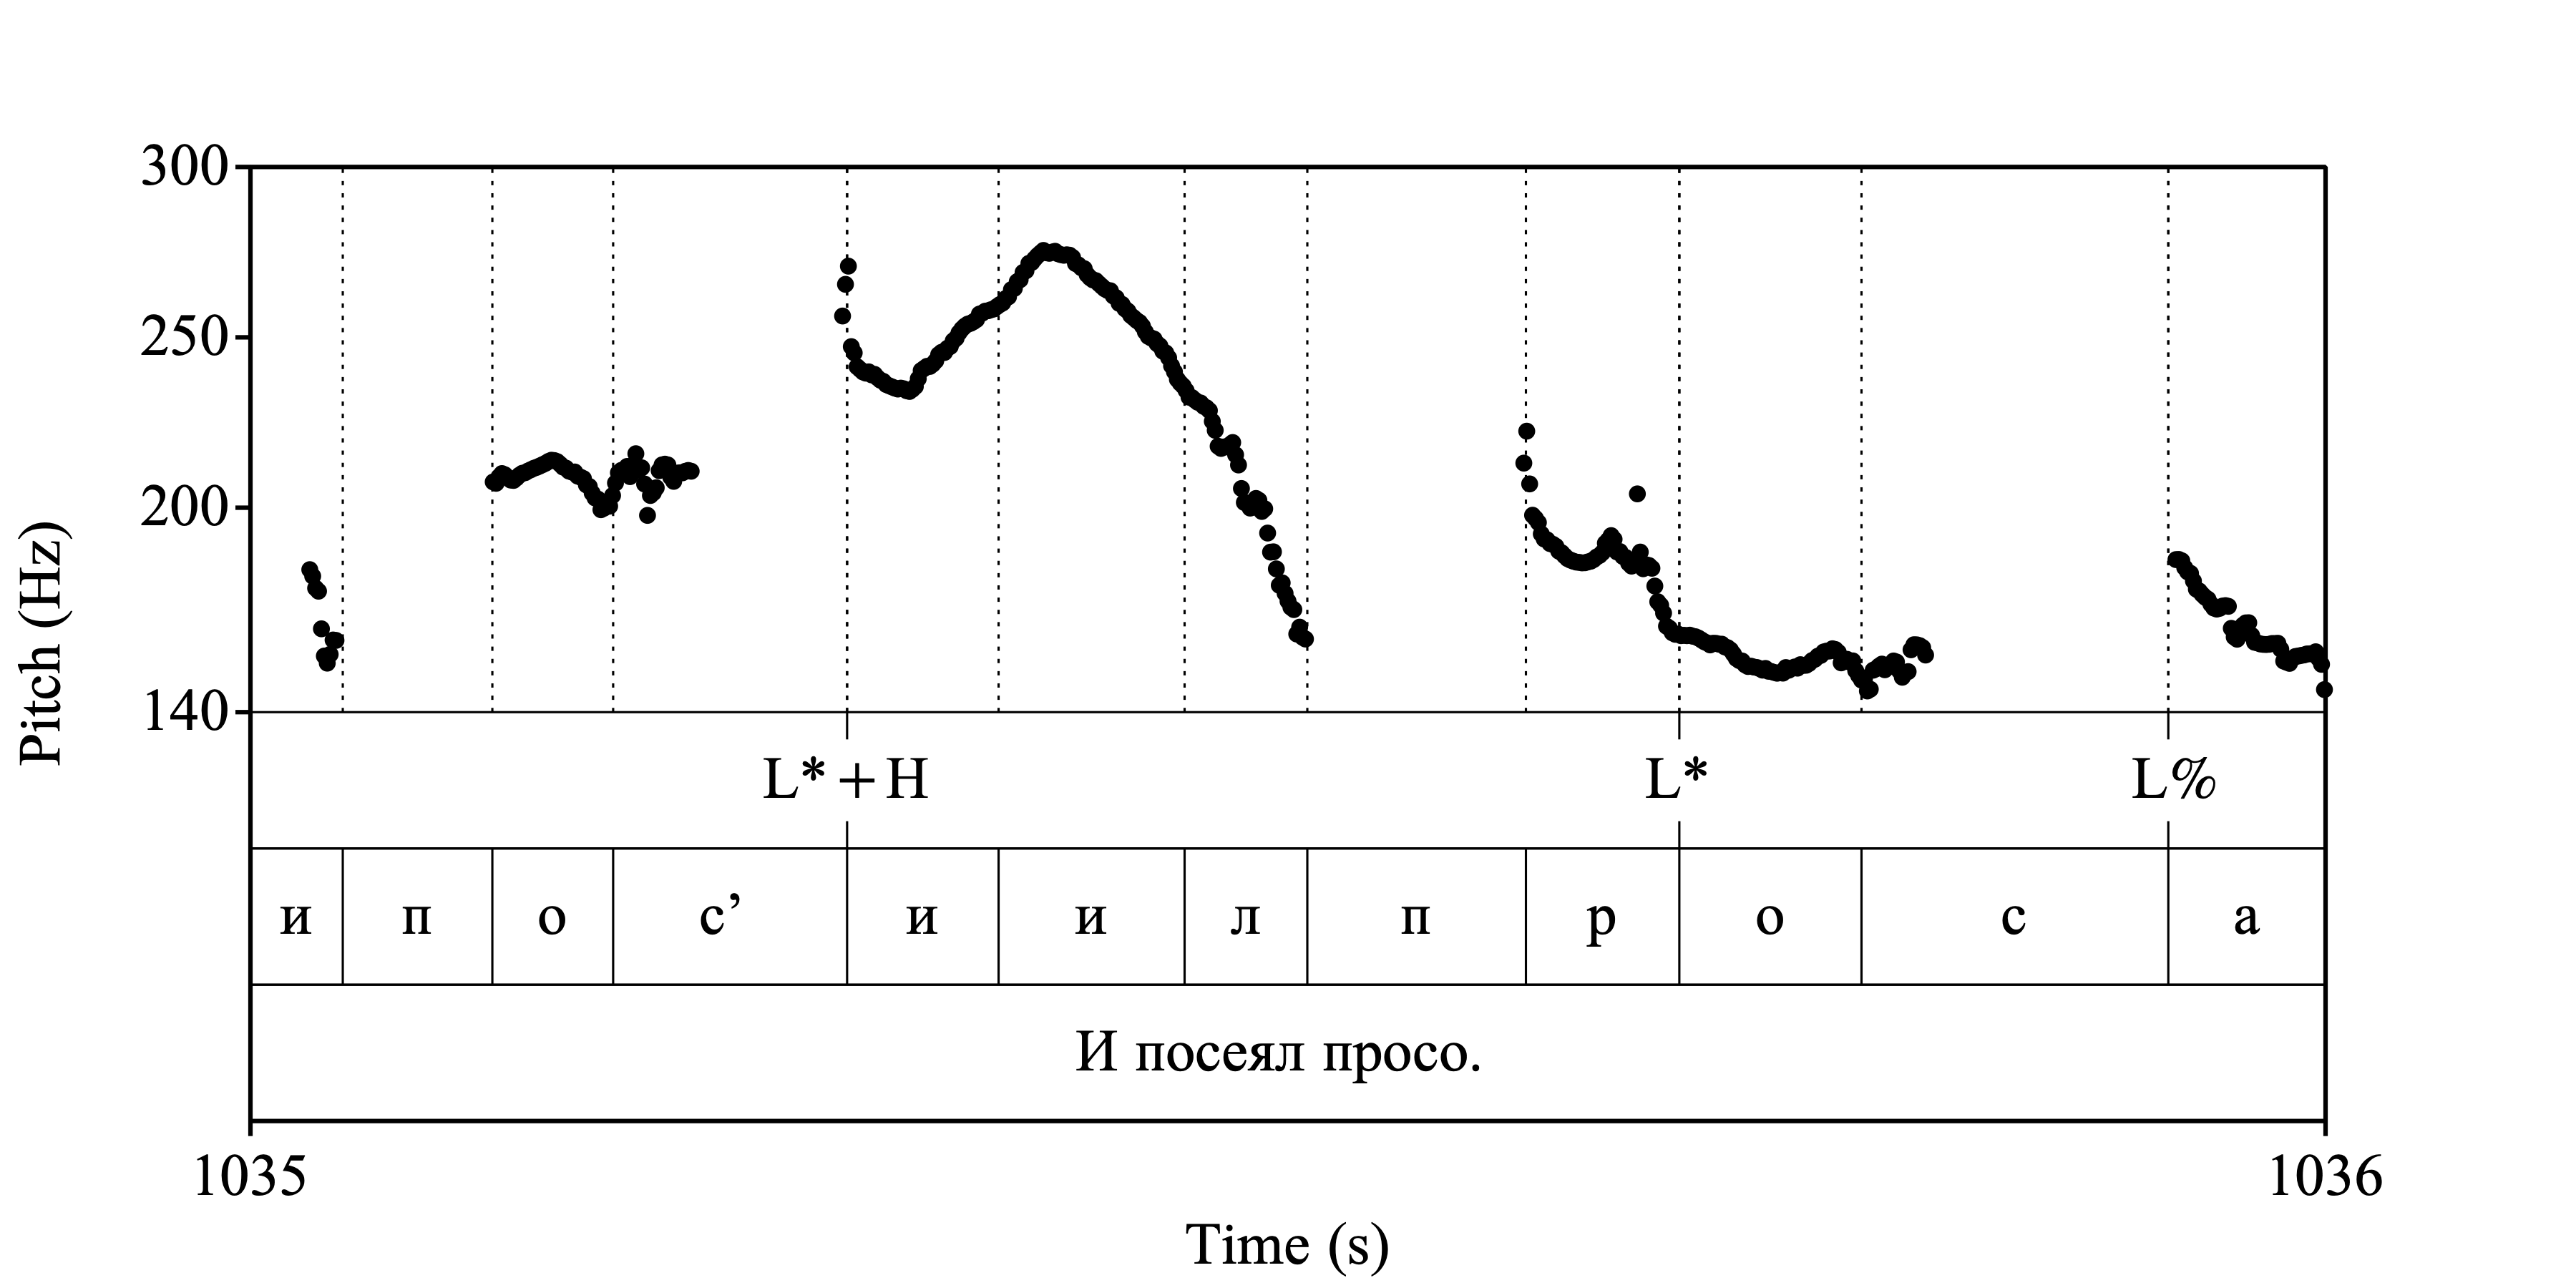 300
250
200
140
Pitch (Hz)
L*+H L* L%
и п о с’ и и л п р о с а
И посеял просо.
1035 1036
Time (s)